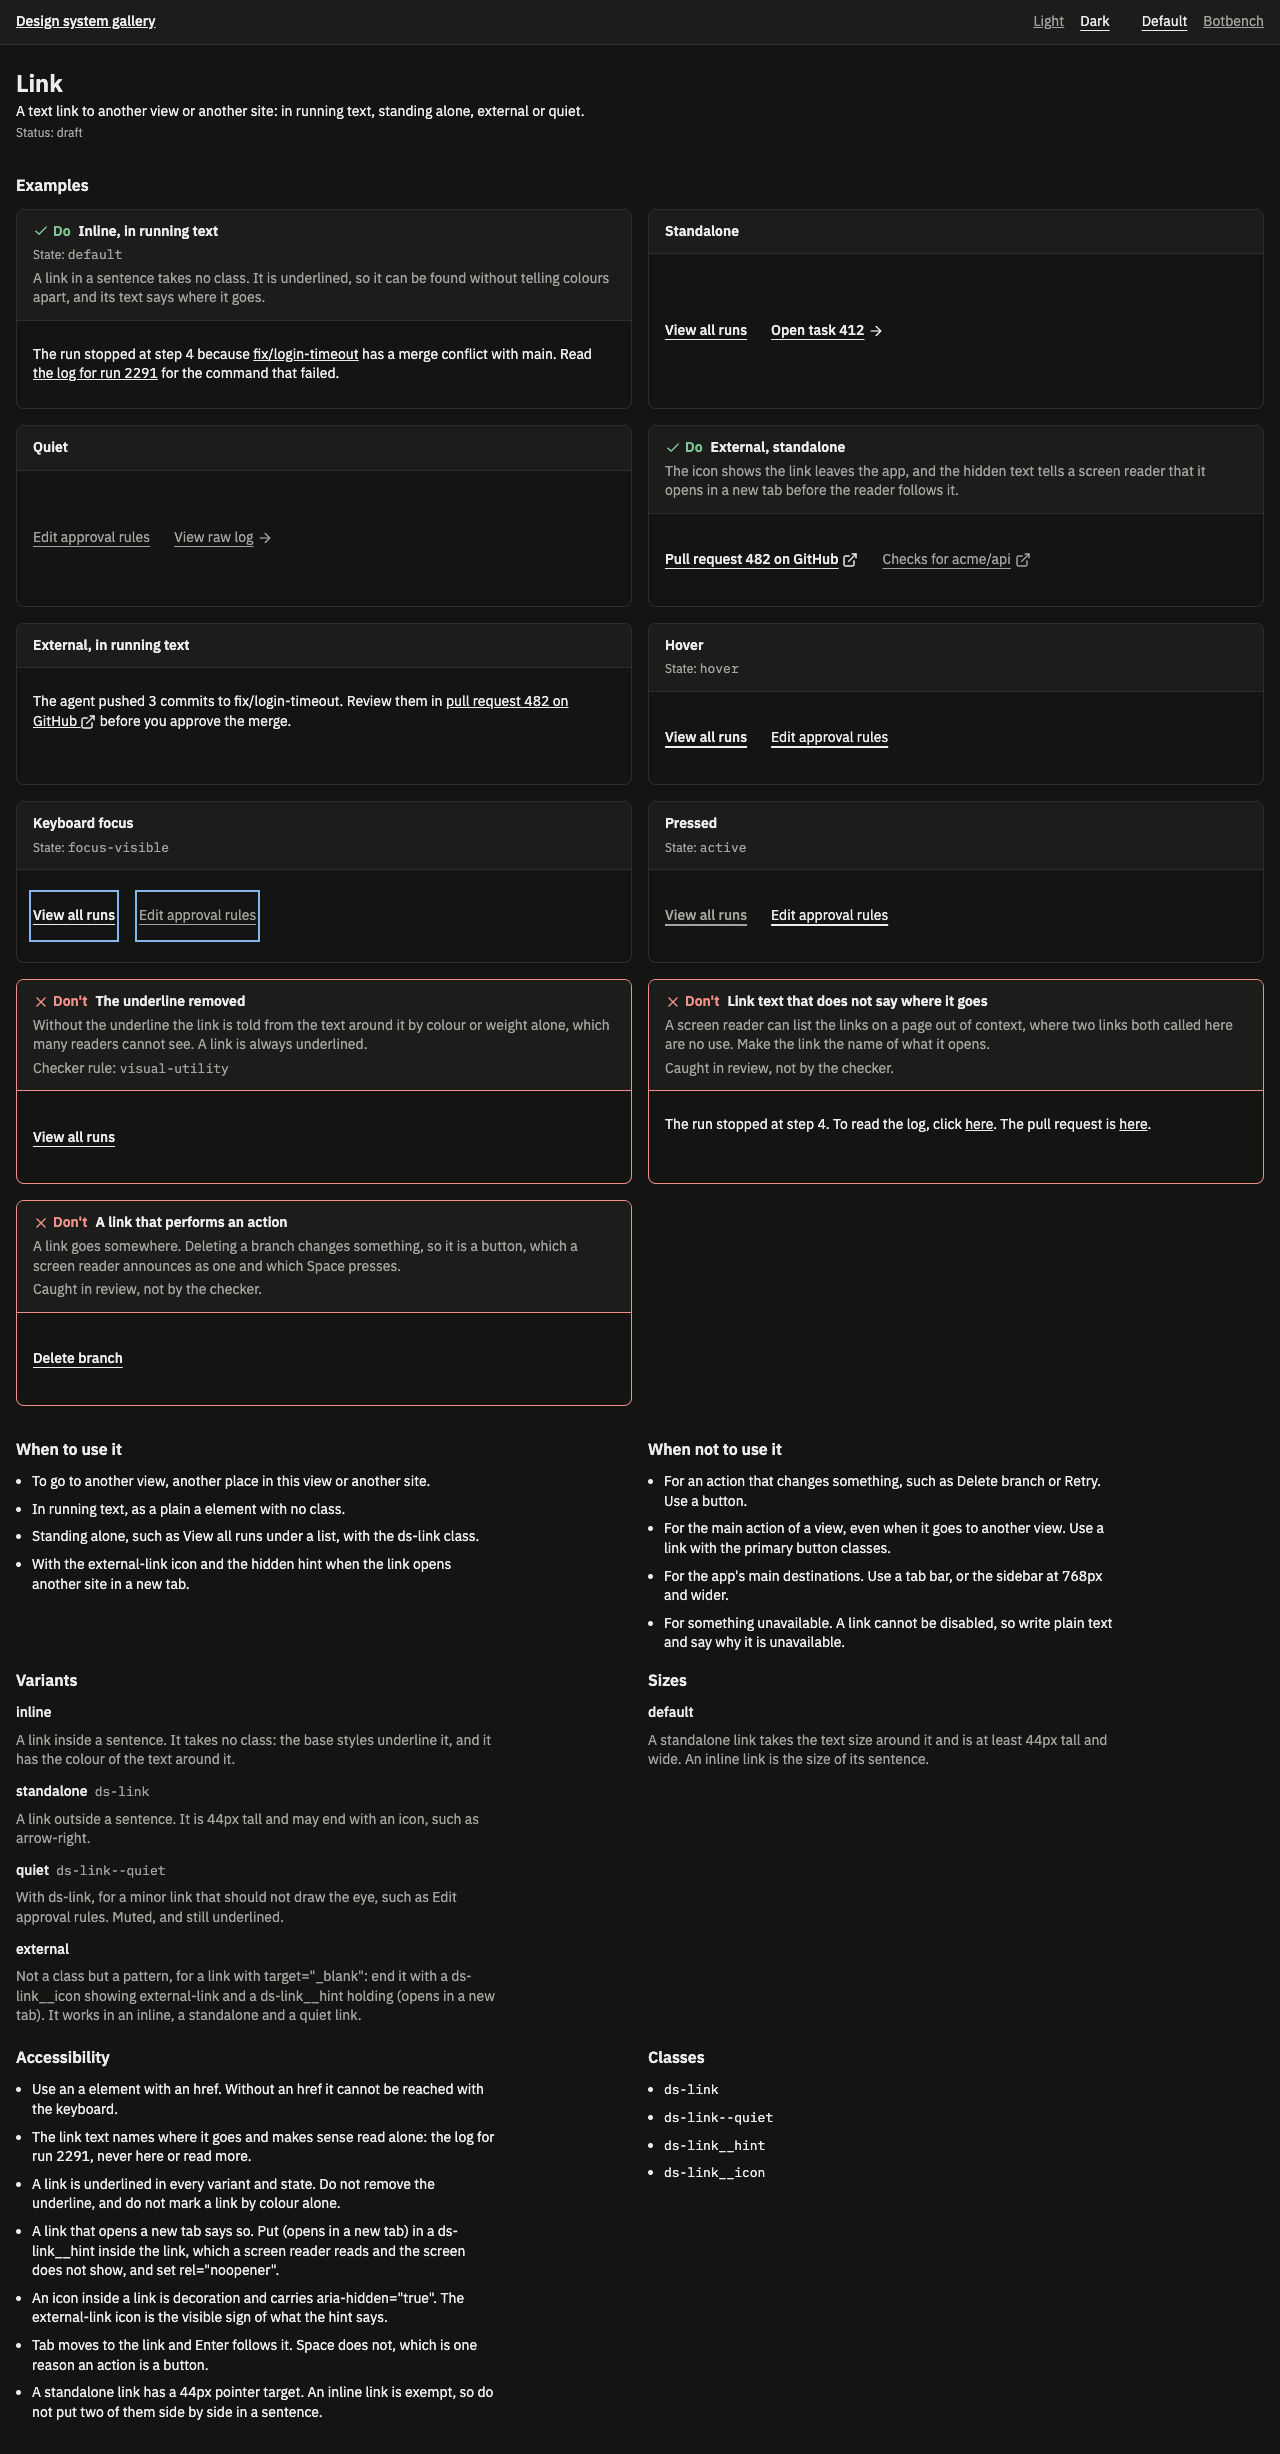 Design system gallery
Light Dark Default Botbench
Link
A text link to another view or another site: in running text, standing alone, external or quiet.
Status: draft
Examples
Do Inline, in running text
State: default
A link in a sentence takes no class. It is underlined, so it can be found without telling colours
apart, and its text says where it goes.
The run stopped at step 4 because fix/login-timeout has a merge conflict with main. Read
the log for run 2291 for the command that failed.
Standalone
View all runs Open task 412
Quiet
Edit approval rules View raw log
Do External, standalone
The icon shows the link leaves the app, and the hidden text tells a screen reader that it
opens in a new tab before the reader follows it.
Pull request 482 on GitHub Checks for acme/api
External, in running text
The agent pushed 3 commits to fix/login-timeout. Review them in pull request 482 on
GitHub before you approve the merge.
Hover
State: hover
View all runs Edit approval rules
Keyboard focus
State: focus-visible
View all runs Edit approval rules
Pressed
State: active
View all runs Edit approval rules
Don't The underline removed
Without the underline the link is told from the text around it by colour or weight alone, which
many readers cannot see. A link is always underlined.
Checker rule: visual-utility
View all runs
Don't Link text that does not say where it goes
A screen reader can list the links on a page out of context, where two links both called here
are no use. Make the link the name of what it opens.
Caught in review, not by the checker.
The run stopped at step 4. To read the log, click here. The pull request is here.
Don't A link that performs an action
A link goes somewhere. Deleting a branch changes something, so it is a button, which a
screen reader announces as one and which Space presses.
Caught in review, not by the checker.
Delete branch
When to use it
To go to another view, another place in this view or another site.
In running text, as a plain a element with no class.
Standing alone, such as View all runs under a list, with the ds-link class.
With the external-link icon and the hidden hint when the link opens
another site in a new tab.
When not to use it
For an action that changes something, such as Delete branch or Retry.
Use a button.
For the main action of a view, even when it goes to another view. Use a
link with the primary button classes.
For the app's main destinations. Use a tab bar, or the sidebar at 768px
and wider.
For something unavailable. A link cannot be disabled, so write plain text
and say why it is unavailable.
Variants
inline
A link inside a sentence. It takes no class: the base styles underline it, and it
has the colour of the text around it.
standalone ds-link
A link outside a sentence. It is 44px tall and may end with an icon, such as
arrow-right.
quiet ds-link--quiet
With ds-link, for a minor link that should not draw the eye, such as Edit
approval rules. Muted, and still underlined.
external
Not a class but a pattern, for a link with target="_blank": end it with a ds-
link__icon showing external-link and a ds-link__hint holding (opens in a new
tab). It works in an inline, a standalone and a quiet link.
Sizes
default
A standalone link takes the text size around it and is at least 44px tall and
wide. An inline link is the size of its sentence.
Accessibility
Use an a element with an href. Without an href it cannot be reached with
the keyboard.
The link text names where it goes and makes sense read alone: the log for
run 2291, never here or read more.
A link is underlined in every variant and state. Do not remove the
underline, and do not mark a link by colour alone.
A link that opens a new tab says so. Put (opens in a new tab) in a ds-
link__hint inside the link, which a screen reader reads and the screen
does not show, and set rel="noopener".
An icon inside a link is decoration and carries aria-hidden="true". The
external-link icon is the visible sign of what the hint says.
Tab moves to the link and Enter follows it. Space does not, which is one
reason an action is a button.
A standalone link has a 44px pointer target. An inline link is exempt, so do
not put two of them side by side in a sentence.
Classes
ds-link
ds-link--quiet
ds-link__hint
ds-link__icon